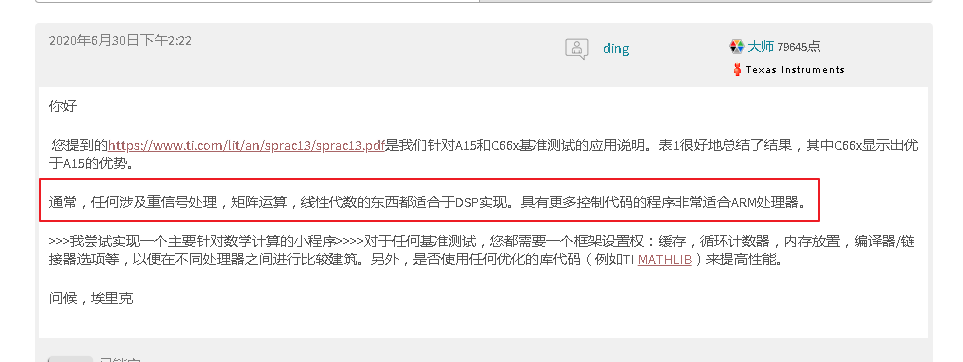 2020年6月30日下午2:22
ding
大师 79645点
Texas Instruments
你好
您提到的https://www.ti.com/lit/an/sprac13/sprac13.pdf是我们针对A15和C66x基准测试的应用说明。表1很好地总结了结果，其中C66x显示出优
于A15的优势。
通常，任何涉及重信号处理，矩阵运算，线性代数的东西都适合于DSP实现。具有更多控制代码的程序非常适合ARM处理器。
>>>我尝试实现一个主要针对数学计算的小程序>>>>对于任何基准测试，您都需要一个框架设置权：缓存，循环计数器，内存放置，编译器/链
接器选项等，以便在不同处理器之间进行比较建筑。另外，是否使用任何优化的库代码（例如TI MATHLIB）来提高性能。
问候，埃里克